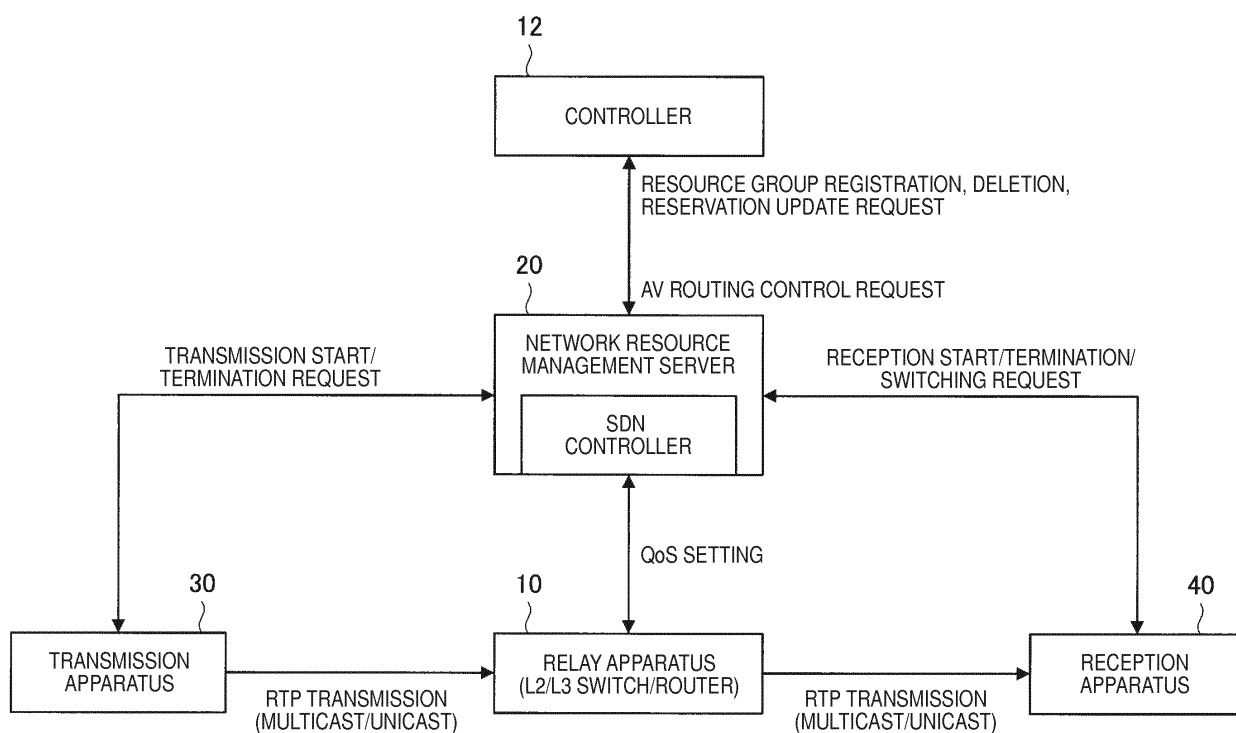 12
CONTROLLER
RESOURCE GROUP REGISTRATION, DELETION,
RESERVATION UPDATE REQUEST
20
AV ROUTING CONTROL REQUEST
TRANSMISSION START/
TERMINATION REQUEST
NETWORK RESOURCE
MANAGEMENT SERVER
RECEPTION START/TERMINATION/
SWITCHING REQUEST
SDN
CONTROLLER
QoS SETTING
30
10
40
TRANSMISSION
APPARATUS
RELAY APPARATUS
(L2/L3 SWITCH/ROUTER)
RECEPTION
APPARATUS
RTP TRANSMISSION
(MULTICAST/UNICAST)
RTP TRANSMISSION
(MULTICAST/UNICAST)